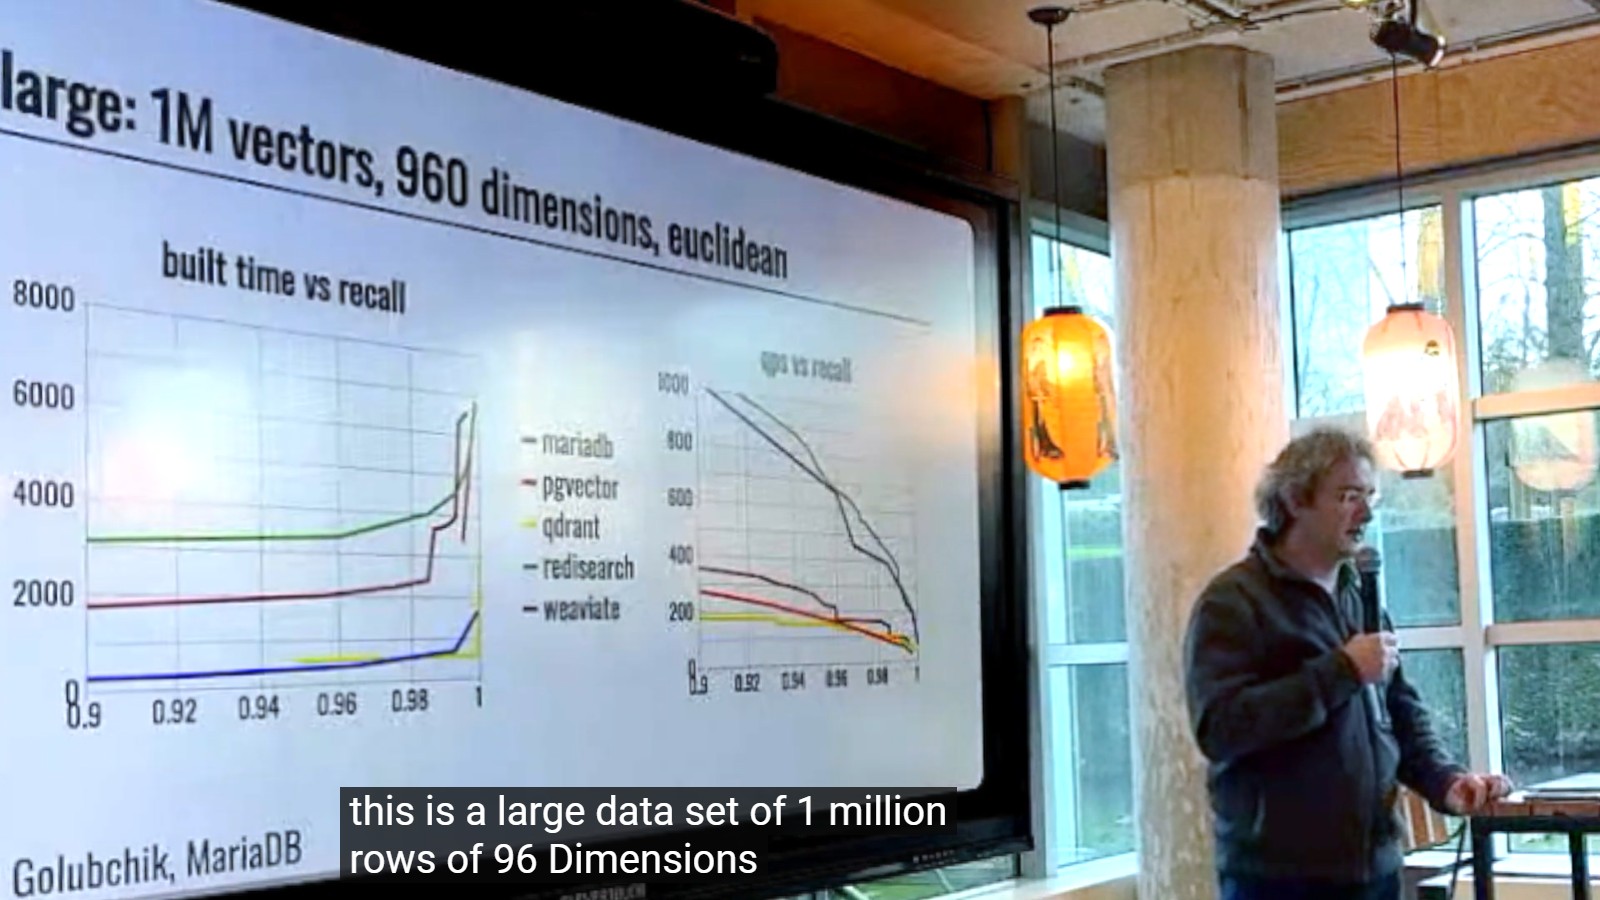 large: 1M vectors, 960 dimensions, euclidean
built time vs recall
8000
6000
4000
2000
0
0.9 0.92 0.94 0.96 0.98 1
mariadb
pgvector
qdrant
redisearch
weaviate
qps vs recall
1000
800
600
400
200
0
0.9 0.92 0.94 0.96 0.98 1
Golubchik, MariaDB
this is a large data set of 1 million
rows of 96 Dimensions